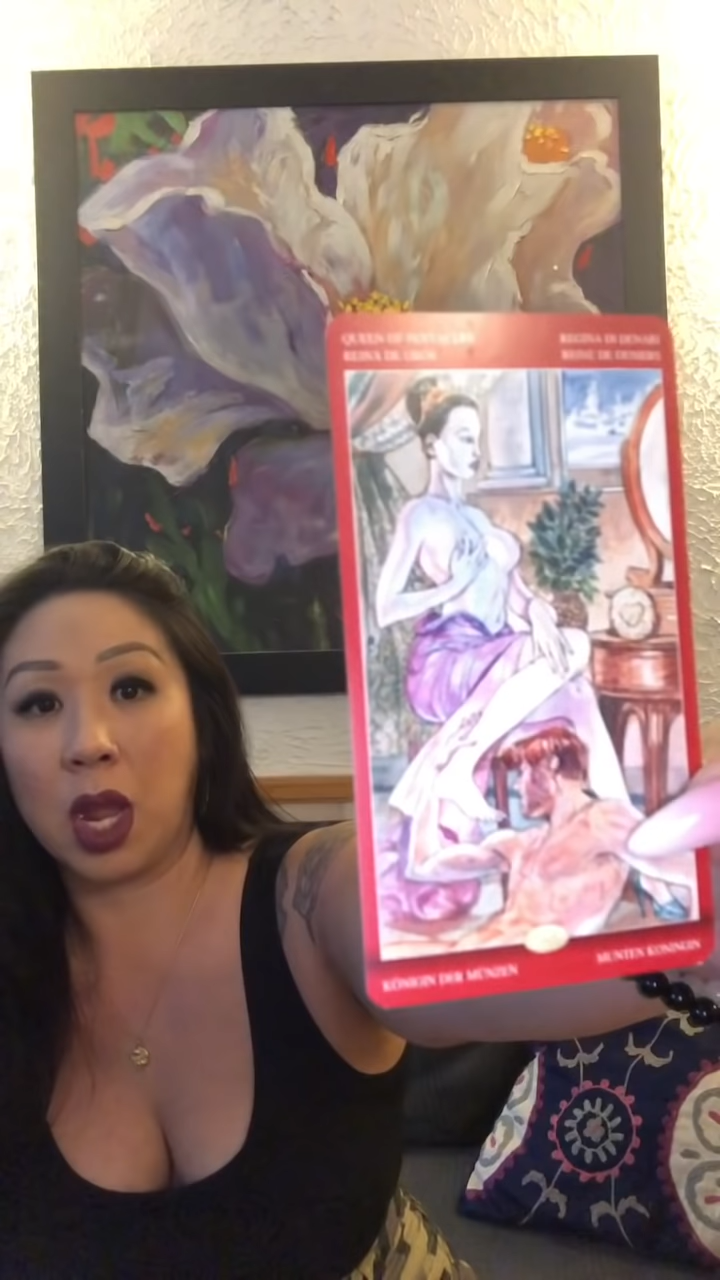 QUEEN OF PENTACLES
REINA DE OROS
REGINA DI DENARI
REINE DE DENIERS
KÖNIGIN DER MÜNZEN
MUNTEN KONINGIN